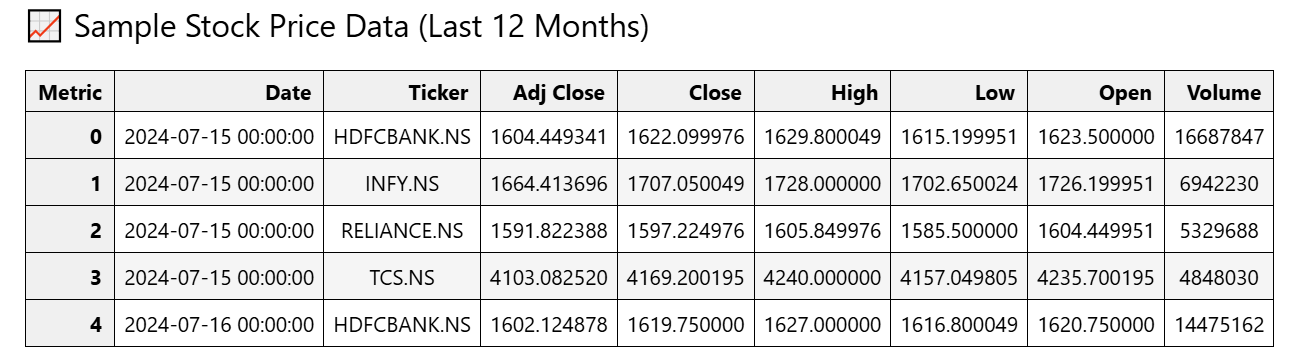 📈 Sample Stock Price Data (Last 12 Months)
Metric Date Ticker Adj Close Close High Low Open Volume
0 2024-07-15 00:00:00 HDFCBANK.NS 1604.449341 1622.099976 1629.800049 1615.199951 1623.500000 16687847
1 2024-07-15 00:00:00 INFY.NS 1664.413696 1707.050049 1728.000000 1702.650024 1726.199951 6942230
2 2024-07-15 00:00:00 RELIANCE.NS 1591.822388 1597.224976 1605.849976 1585.500000 1604.449951 5329688
3 2024-07-15 00:00:00 TCS.NS 4103.082520 4169.200195 4240.000000 4157.049805 4235.700195 4848030
4 2024-07-16 00:00:00 HDFCBANK.NS 1602.124878 1619.750000 1627.000000 1616.800049 1620.750000 14475162